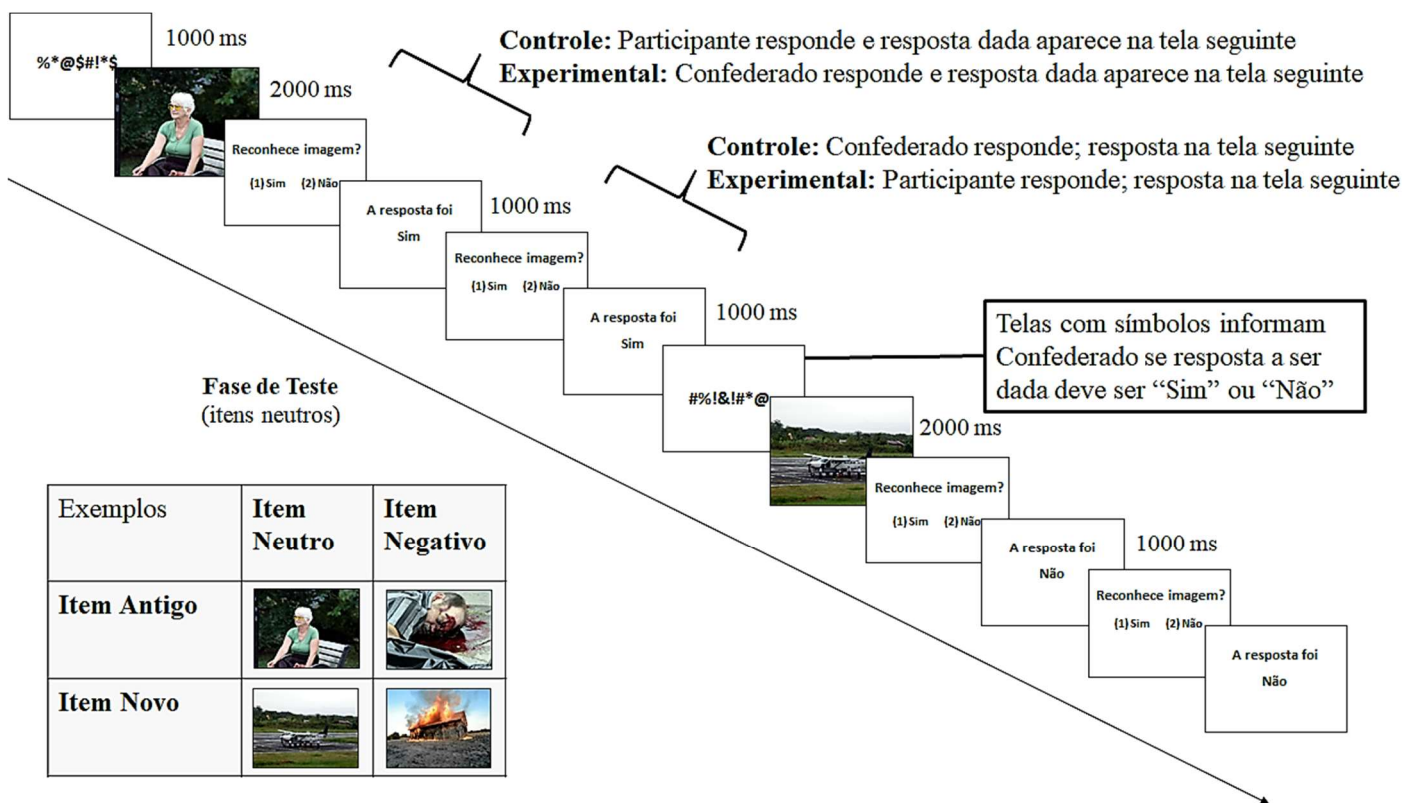 %*@$#!*$
1000 ms
2000 ms
Controle: Participante responde e resposta dada aparece na tela seguinte
Experimental: Confederado responde e resposta dada aparece na tela seguinte
Reconhece imagem?
(1) Sim (2) Não
A resposta foi
Sim
1000 ms
Controle: Confederado responde; resposta na tela seguinte
Experimental: Participante responde; resposta na tela seguinte
Reconhece imagem?
(1) Sim (2) Não
A resposta foi
Sim
1000 ms
#%!&!#*@
Telas com símbolos informam
Confederado se resposta a ser
dada deve ser “Sim” ou “Não”
2000 ms
Reconhece imagem?
(1) Sim (2) Não
A resposta foi
Não
1000 ms
Reconhece imagem?
(1) Sim (2) Não
A resposta foi
Não
Fase de Teste
(itens neutros)
Exemplos
Item
Neutro
Item
Negativo
Item Antigo
Item Novo